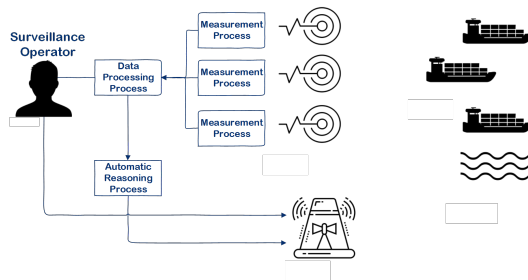 Surveillance
Operator
Data
Processing
Process
Measurement
Process
Measurement
Process
Measurement
Process
Automatic
Reasoning
Process